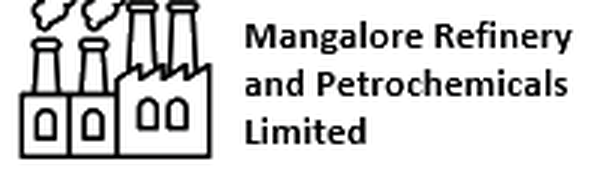 Mangalore Refinery
and Petrochemicals
Limited